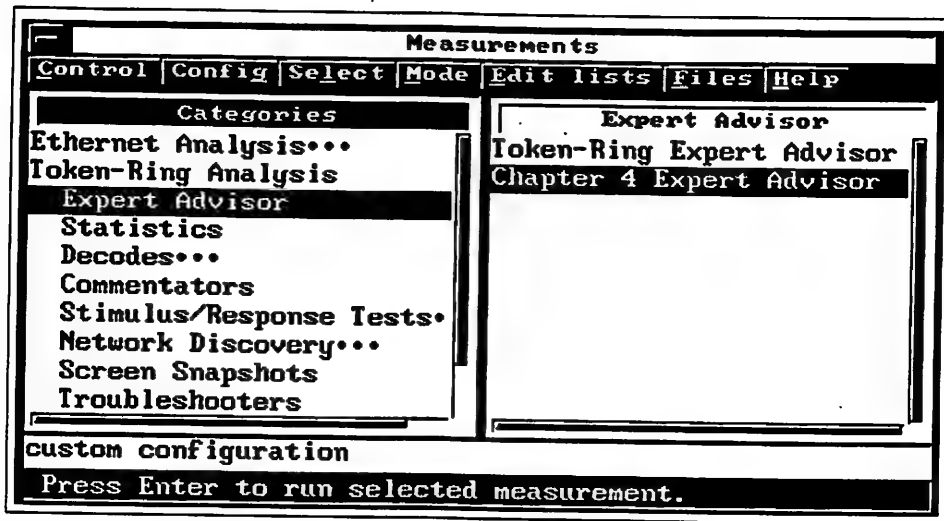 Measurements
Control Config Select Mode Edit lists Files Help
Categories
Ethernet Analysis•••
Token-Ring Analysis
Expert Advisor
Statistics
Decodes•••
Commentators
Stimulus/Response Tests•
Network Discovery•••
Screen Snapshots
Troubleshooters
Expert Advisor
Token-Ring Expert Advisor
Chapter 4 Expert Advisor
custom configuration
Press Enter to run selected measurement.